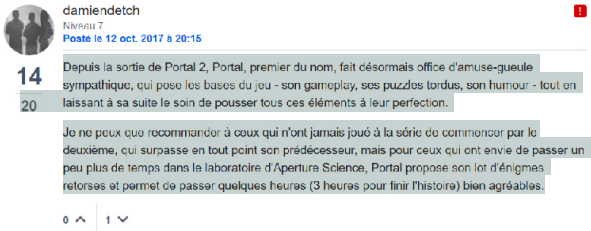 damiendetch
Niveau 7
Posté le 12 oct. 2017 à 20:15
14
20
Depuis la sortie de Portal 2, Portal, premier du nom, fait désormais office d'amuse-gueule
sympathique, qui pose les bases du jeu - son gameplay, ses puzzles tordus, son humour - tout en
laissant à sa suite le soin de pousser tous ces éléments à leur perfection.
Je ne peux que recommander à ceux qui n'ont jamais joué à la série de commencer par le
deuxième, qui surpasse en tout point son prédécesseur, mais pour ceux qui ont envie de passer un
peu plus de temps dans le laboratoire d'Aperture Science, Portal propose son lot d'énigmes
retorses et permet de passer quelques heures (3 heures pour finir l'histoire) bien agréables.
0 1